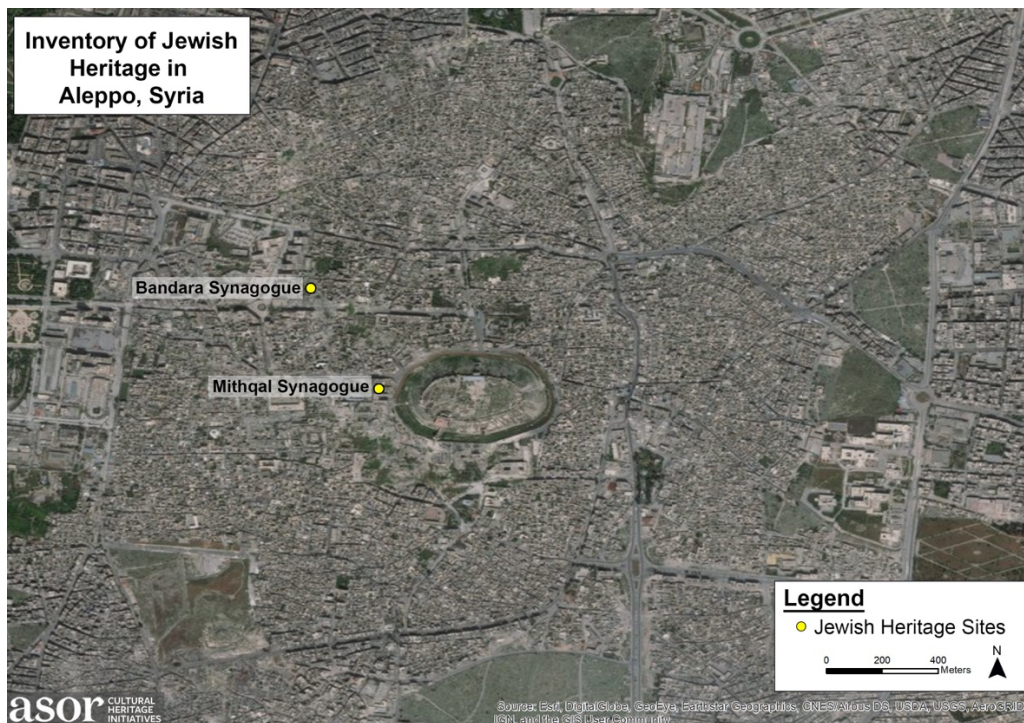 Inventory of Jewish
Heritage in
Aleppo, Syria
Bandara Synagogue
Mithqal Synagogue
Legend
Jewish Heritage Sites
N
0 200 400
Meters
asor CULTURAL
HERITAGE
INITIATIVES
Source: Esri, DigitalGlobe, GeoEye, Earthstar Geographics, CNES/Airbus DS, USDA, USGS, AeroGRID,
IGN, and the GIS User Community